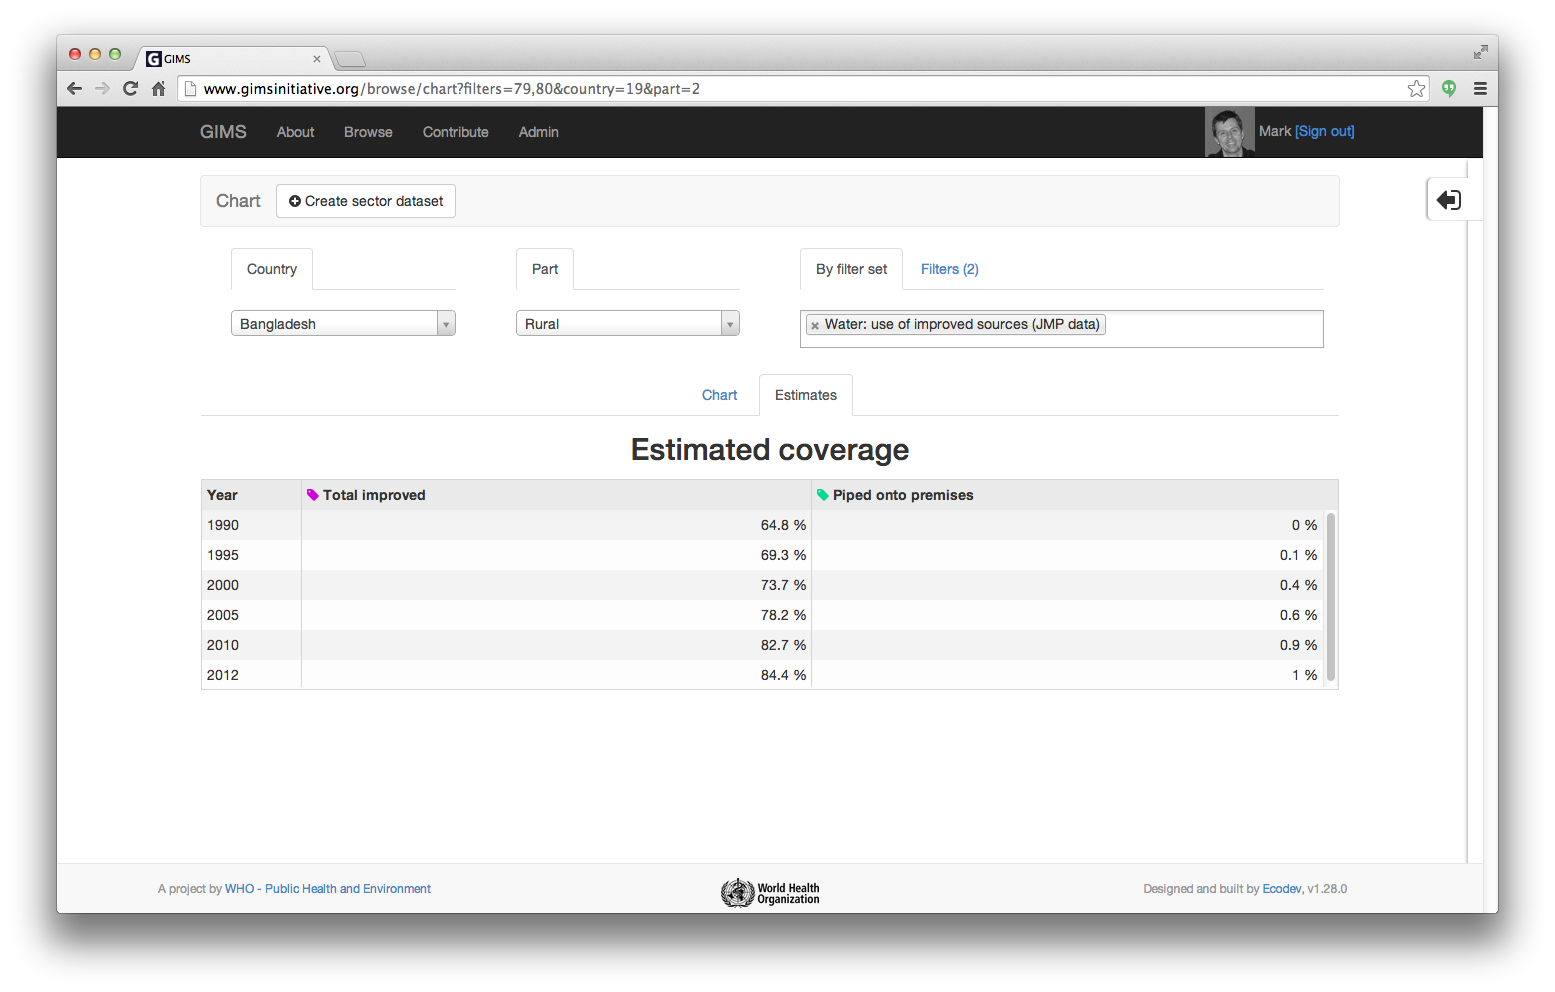 GIMS
www.gimsinitiative.org/browse/chart?filters=79,80&country=19&part=2
GIMS About Browse Contribute Admin Mark [Sign out]
Chart Create sector dataset
Country Part By filter set Filters (2)
Bangladesh Rural Water: use of improved sources (JMP data)
Chart Estimates
Estimated coverage
Year Total improved Piped onto premises
1990 64.8 % 0 %
1995 69.3 % 0.1 %
2000 73.7 % 0.4 %
2005 78.2 % 0.6 %
2010 82.7 % 0.9 %
2012 84.4 % 1 %
A project by WHO - Public Health and Environment World Health Organization Designed and built by Ecodev, v1.28.0